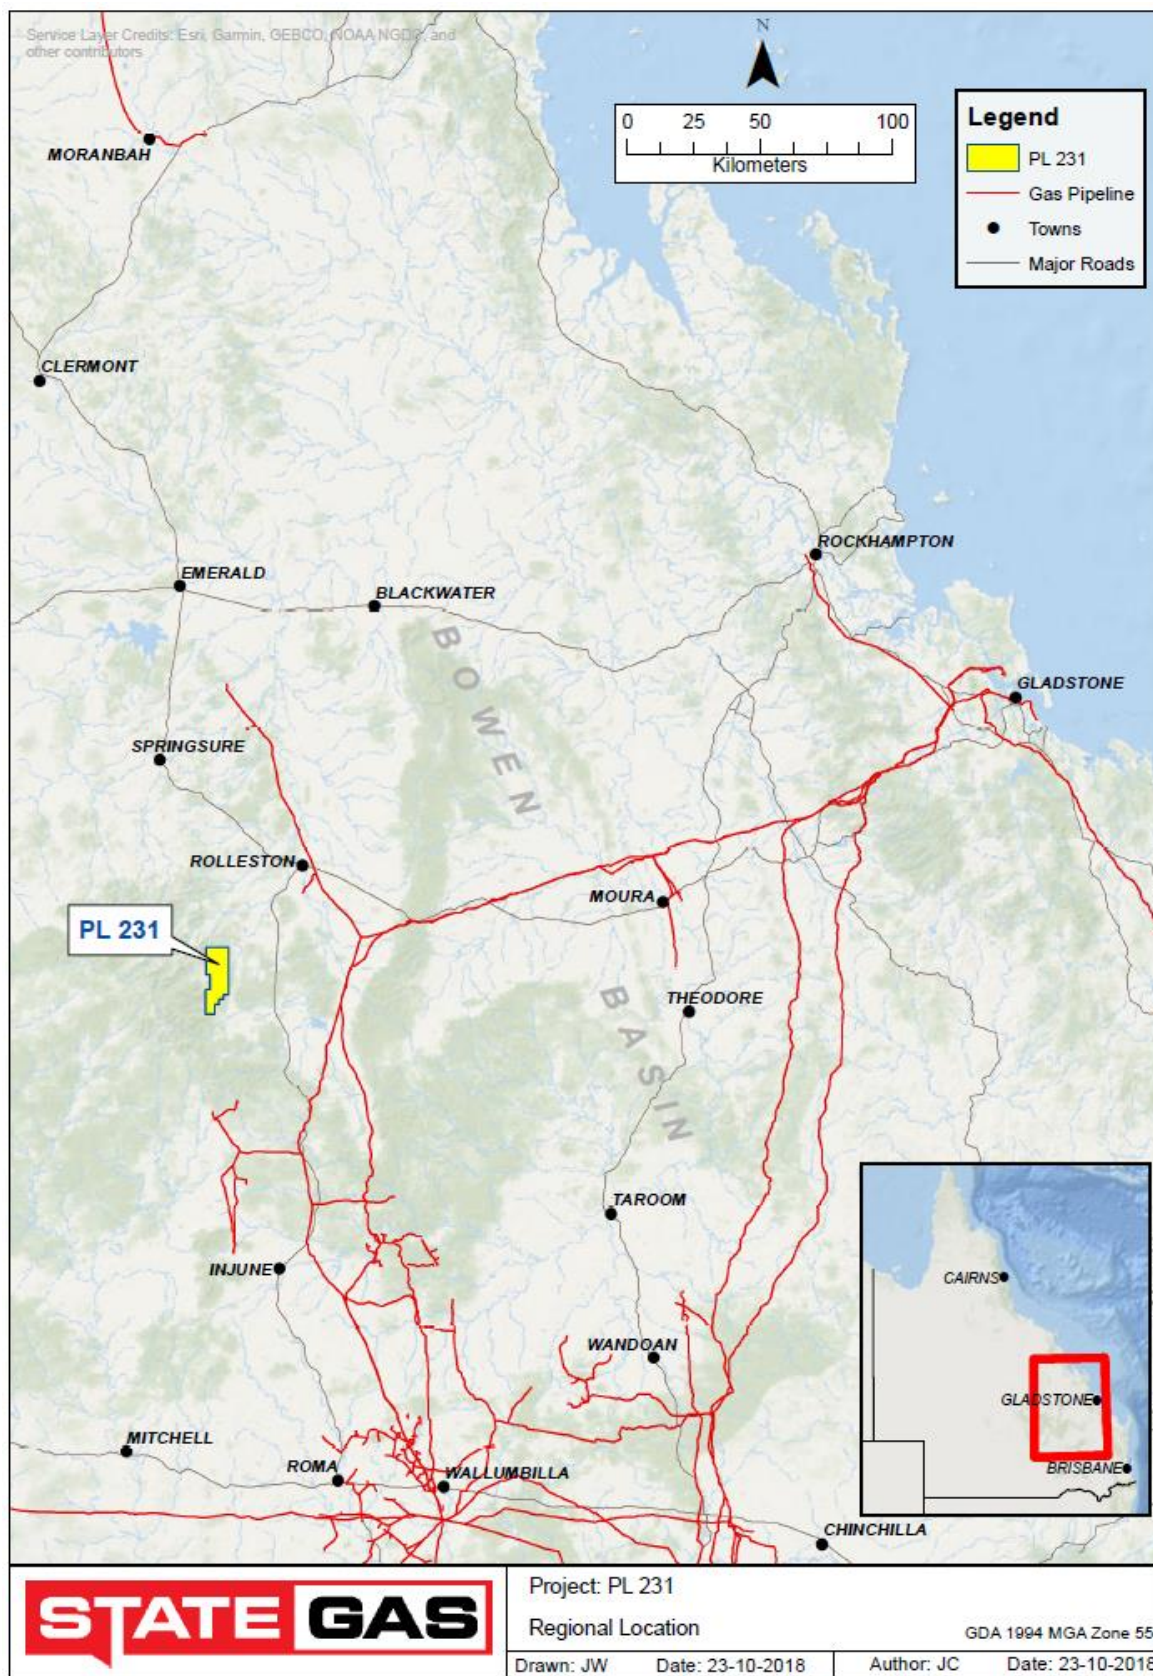 Service Layer Credits: Esri, Garmin, GEBCO, NOAA NGDC, and
other contributors
N
0 25 50 100
Kilometers
Legend
PL 231
Gas Pipeline
Towns
Major Roads
MORANBAH
CLERMONT
ROCKHAMPTON
EMERALD
BLACKWATER
BOWEN
GLADSTONE
SPRINGSURE
ROLLESTON
MOURA
PL 231
THEODORE
BASIN
TAROOM
INJUNE
CAIRNS
WANDOAN
GLADSTONE
MITCHELL
ROMA
WALLUMBILLA
BRISBANE
CHINCHILLA
STATE GAS
Project: PL 231
Regional Location
GDA 1994 MGA Zone 55
Drawn: JW Date: 23-10-2018 Author: JC Date: 23-10-2018